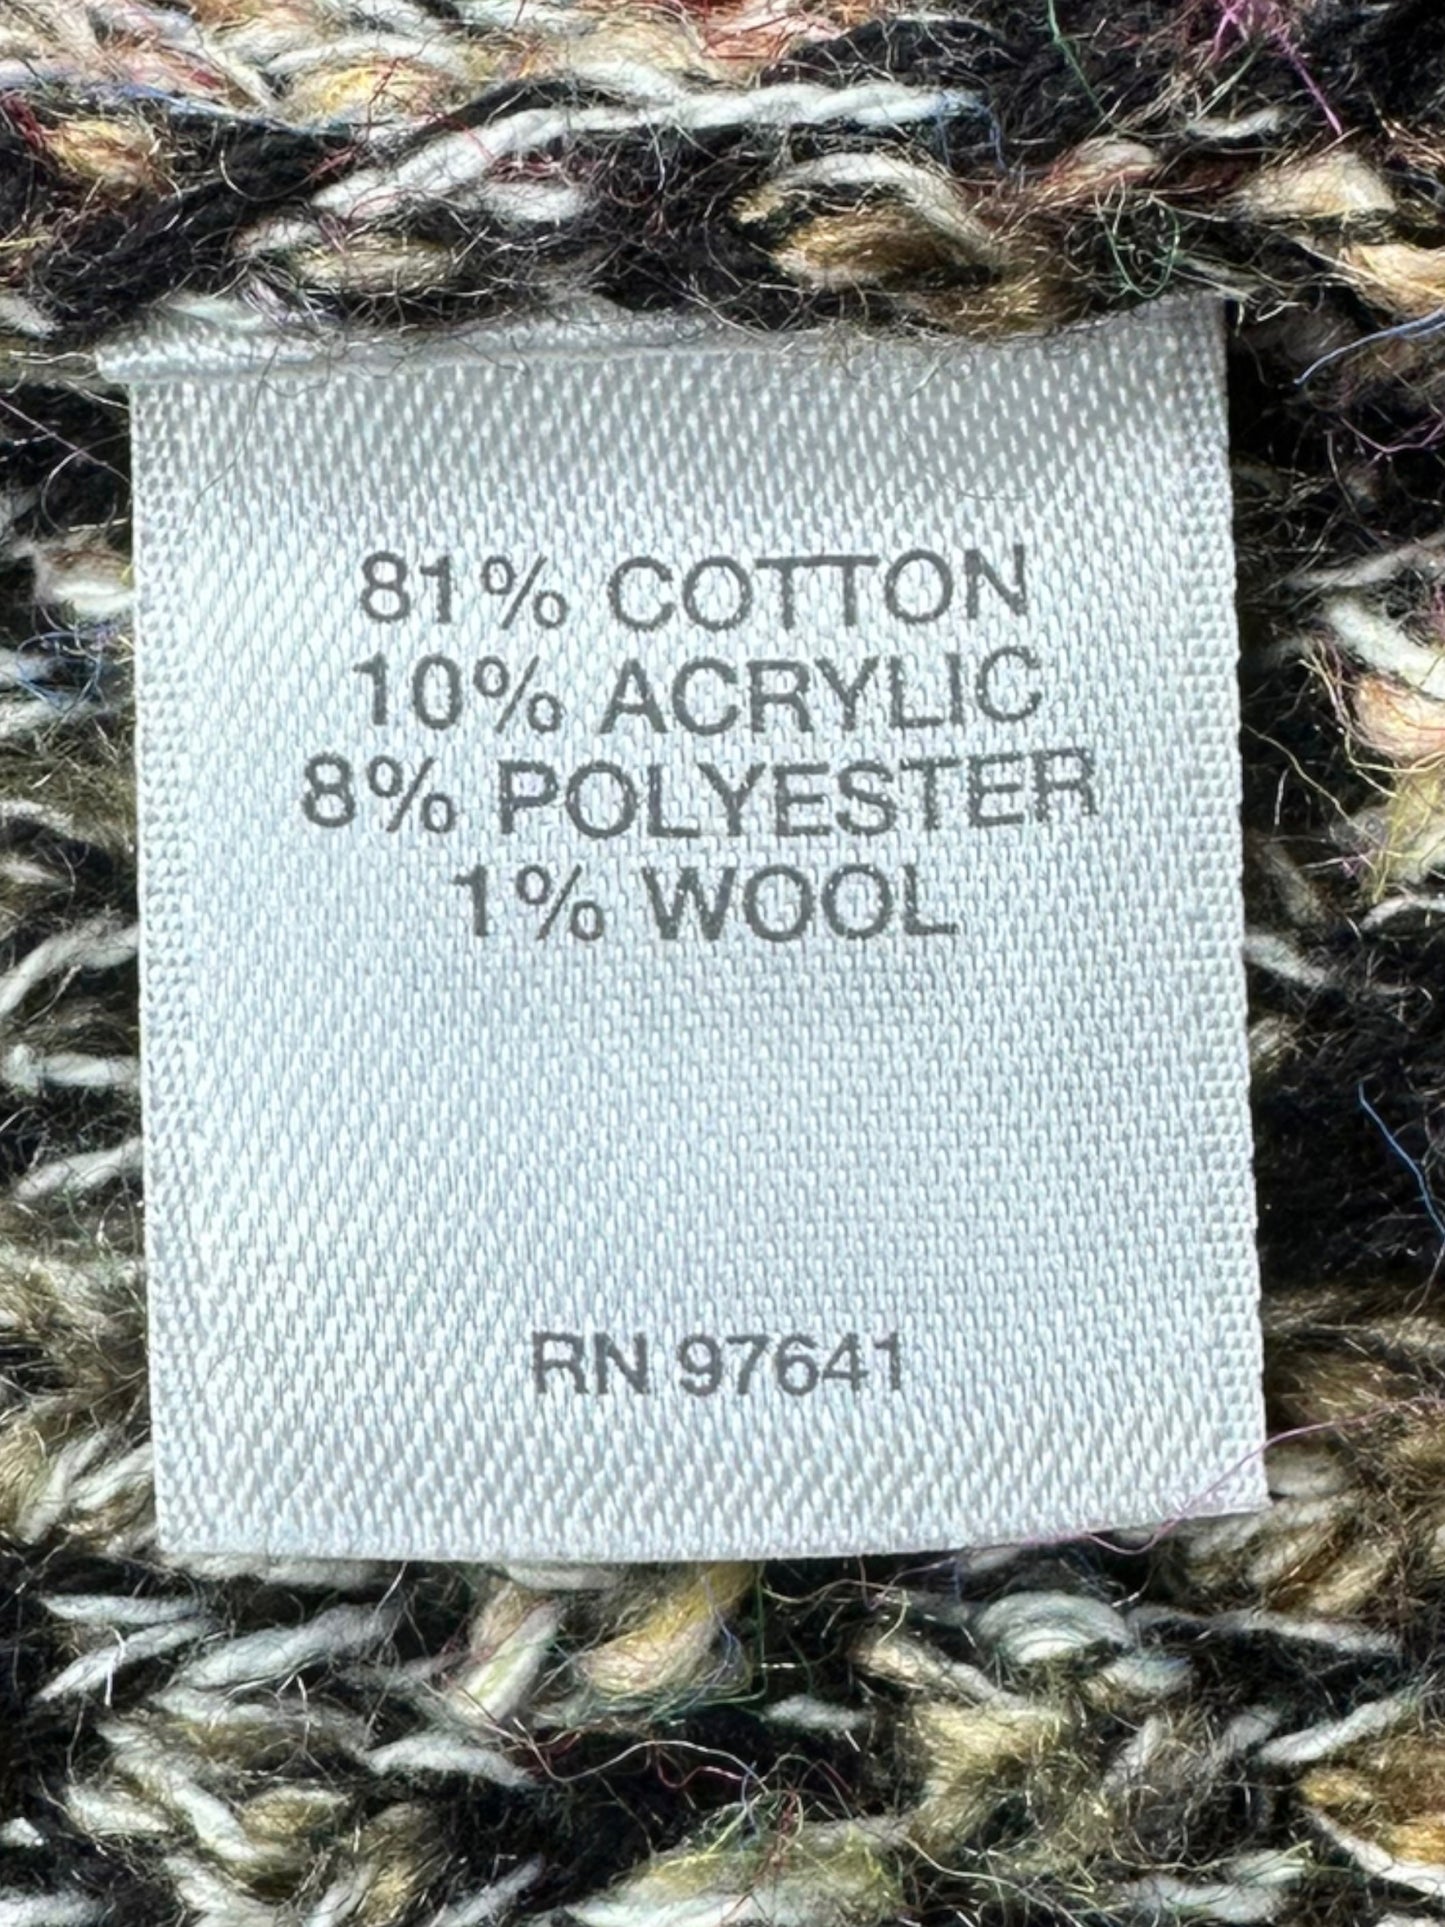 81% COTTON
10% ACRYLIC
8% POLYESTER
1% WOOL
RN 97641